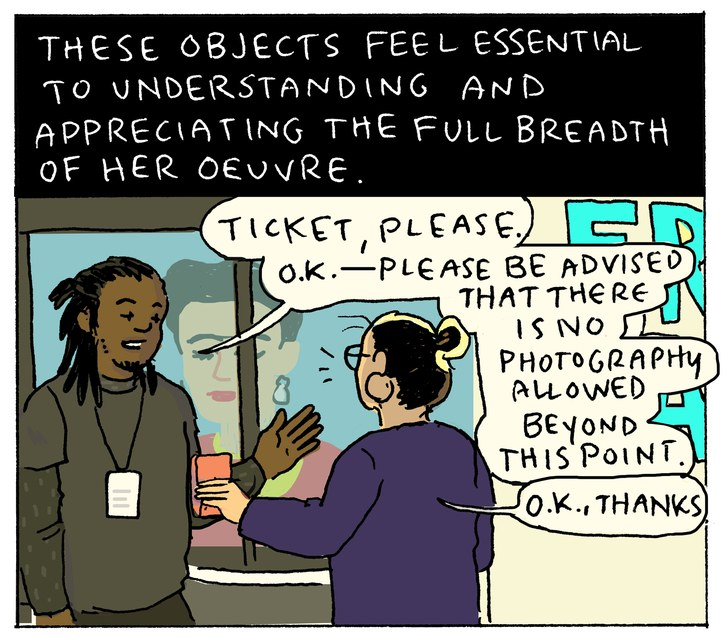 THESE OBJECTS FEEL ESSENTIAL
TO UNDERSTANDING AND
APPRECIATING THE FULL BREADTH
OF HER OEUVRE.
TICKET, PLEASE.
O.K.—PLEASE BE ADVISED
THAT THERE
IS NO
PHOTOGRAPHY
ALLOWED
BEYOND
THIS POINT.
O.K., THANKS